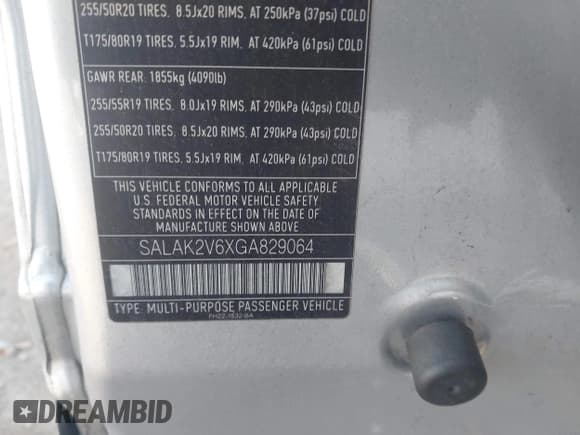 255/50R20 TIRES. 8.5Jx20 RIMS. AT 250kPa (37psi) COLD
T175/80R19 TIRES. 5.5Jx19 RIM. AT 420kPa (61psi) COLD
GAWR REAR. 1855kg (4090lb)
255/55R19 TIRES. 8.0Jx19 RIMS. AT 290kPa (43psi) COLD
255/50R20 TIRES. 8.5Jx20 RIMS. AT 290kPa (43psi) COLD
T175/80R19 TIRES. 5.5Jx19 RIM. AT 420kPa (61psi) COLD
THIS VEHICLE CONFORMS TO ALL APPLICABLE
U.S. FEDERAL MOTOR VEHICLE SAFETY
STANDARDS IN EFFECT ON THE DATE OF
MANUFACTURE SHOWN ABOVE
SALAK2V6XGA829064
TYPE. MULTI-PURPOSE PASSENGER VEHICLE
FH22-1532-BA
DREAMBID